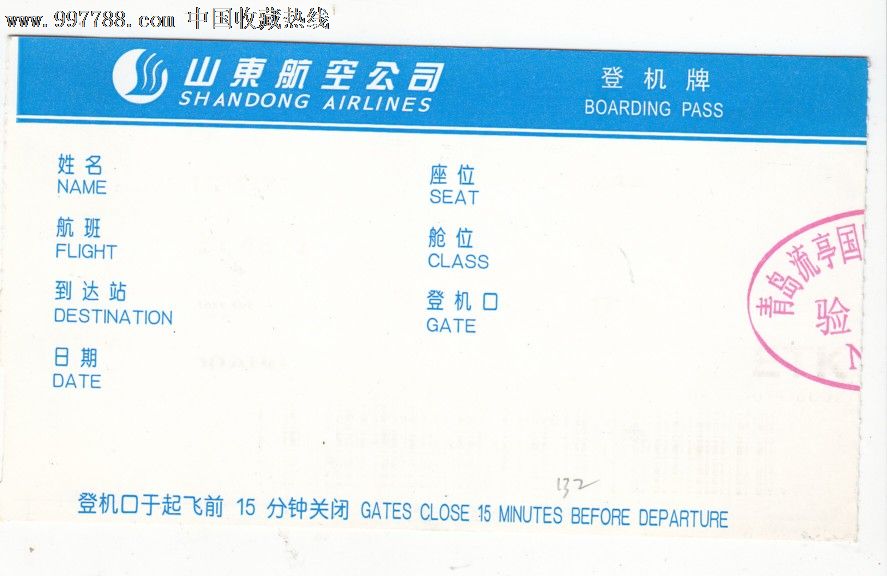 www.997788.com 中国收藏热线
山東航空公司
SHANDONG AIRLINES
登机牌
BOARDING PASS
姓名
NAME
座位
SEAT
航班
FLIGHT
舱位
CLASS
到达站
DESTINATION
登机口
GATE
日期
DATE
青岛流亭国
验
N
132
登机口于起飞前 15 分钟关闭 GATES CLOSE 15 MINUTES BEFORE DEPARTURE